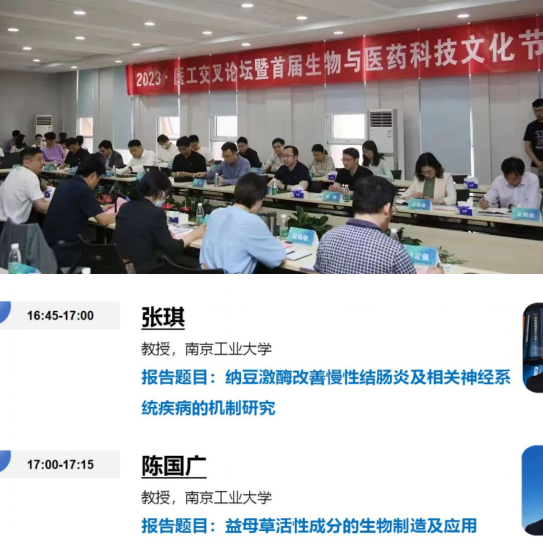 2023·医工交叉论坛暨首届生物与医药科技文化节
16:45-17:00
张琪
教授，南京工业大学
报告题目：纳豆激酶改善慢性结肠炎及相关神经系
统疾病的机制研究
17:00-17:15
陈国广
教授，南京工业大学
报告题目：益母草活性成分的生物制造及应用